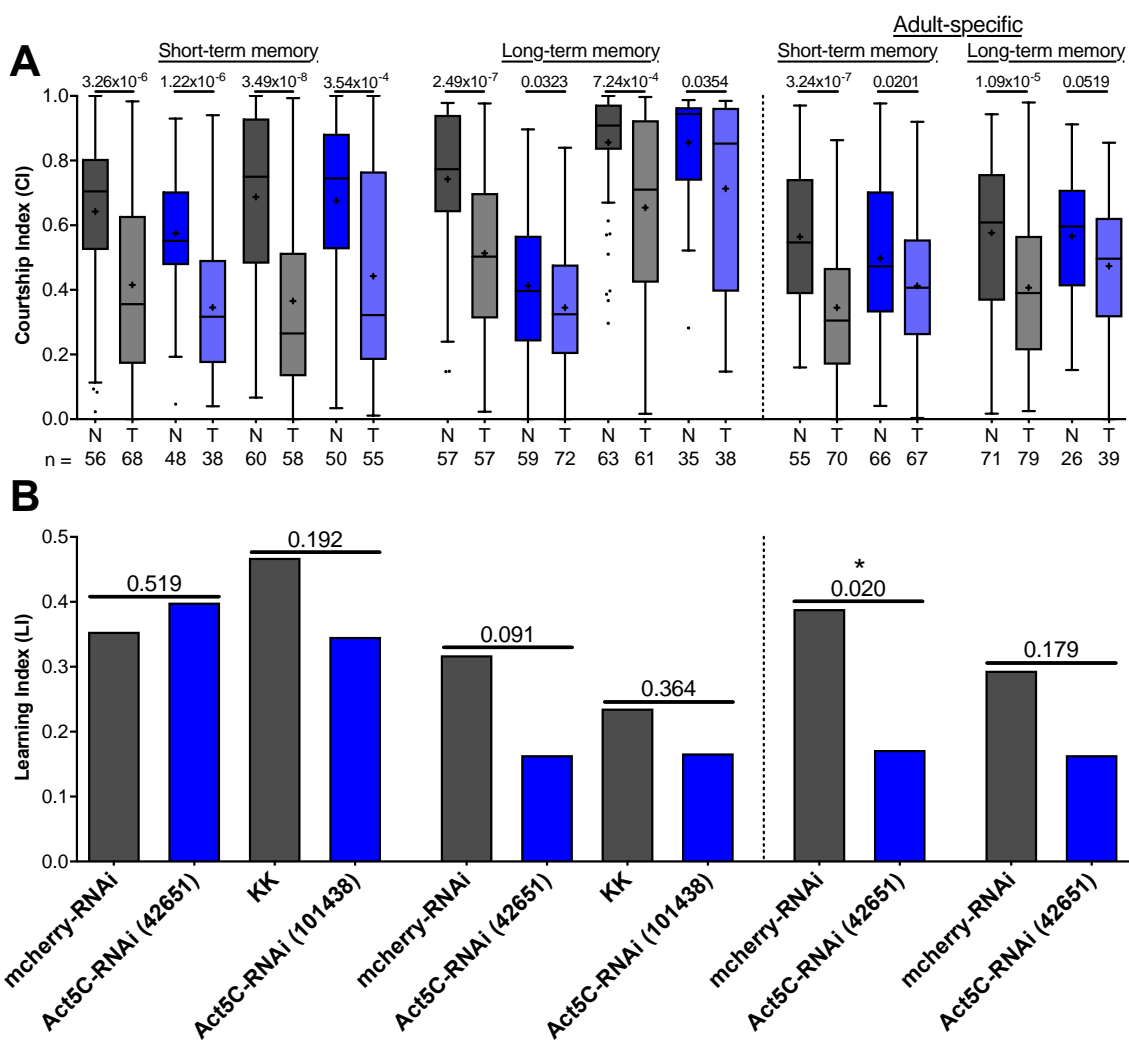 Adult-specific
A
Short-term memory Long-term memory Short-term memory Long-term memory
3.26x10-6 1.22x10-6 3.49x10-8 3.54x10-4 2.49x10-7 0.0323 7.24x10-4 0.0354 3.24x10-7 0.0201 1.09x10-5 0.0519
Courtship Index (CI)
1.0
0.8
0.6
0.4
0.2
0.0
N T N T N T N T N T N T N T N T N T N T N T N T
n = 56 68 48 38 60 58 50 55 57 57 59 72 63 61 35 38 55 70 66 67 71 79 26 39
B
Learning Index (LI)
0.5
0.4
0.3
0.2
0.1
0.0
0.519
0.192
0.091
0.364
*
0.020
0.179
mcherry-RNAi
Act5C-RNAi (42651)
KK
Act5C-RNAi (101438)
mcherry-RNAi
Act5C-RNAi (42651)
KK
Act5C-RNAi (101438)
mcherry-RNAi
Act5C-RNAi (42651)
mcherry-RNAi
Act5C-RNAi (42651)